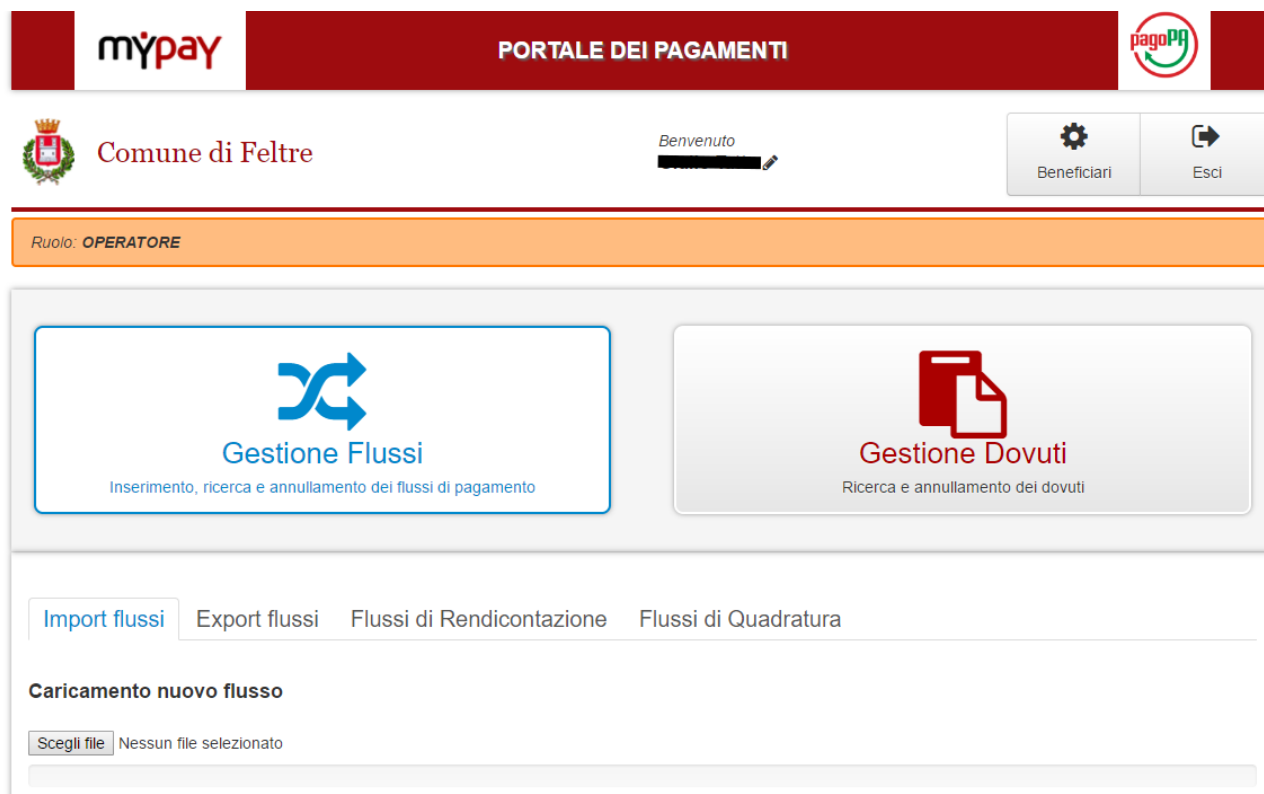 mypay
PORTALE DEI PAGAMENTI
pagoPA
Comune di Feltre
Benvenuto
Beneficiari
Esci
Ruolo: OPERATORE
Gestione Flussi
Inserimento, ricerca e annullamento dei flussi di pagamento
Gestione Dovuti
Ricerca e annullamento dei dovuti
Import flussi Export flussi Flussi di Rendicontazione Flussi di Quadratura
Caricamento nuovo flusso
Scegli file Nessun file selezionato